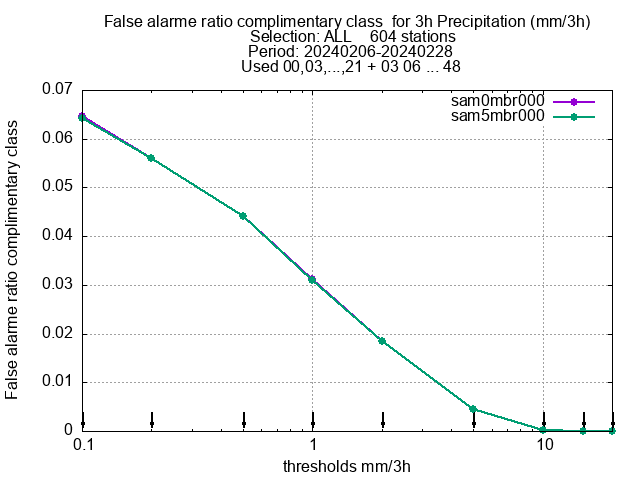 False alarme ratio complimentary class  for 3h Precipitation (mm/3h)
Selection: ALL    604 stations
Period: 20240206-20240228
Used 00,03,...,21 + 03 06 ... 48
sam0mbr000
sam5mbr000
0.07
0.06
0.05
0.04
0.03
0.02
0.01
0
False alarme ratio complimentary class
0.1
1
10
thresholds mm/3h